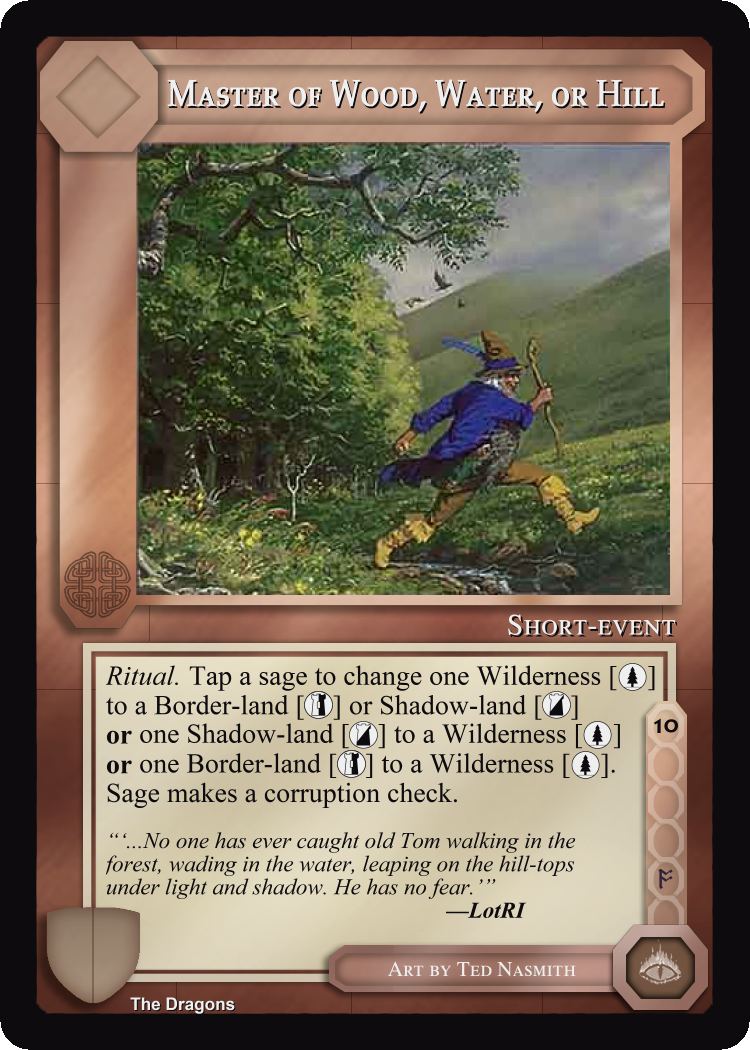 Master of Wood, Water, or Hill
Short-event
Ritual. Tap a sage to change one Wilderness []
to a Border-land [] or Shadow-land []
or one Shadow-land [] to a Wilderness []
or one Border-land [] to a Wilderness [].
Sage makes a corruption check.
10
“‘...No one has ever caught old Tom walking in the
forest, wading in the water, leaping on the hill-tops
under light and shadow. He has no fear.’”
—LotRI
ᚩ
Art by Ted Nasmith
The Dragons